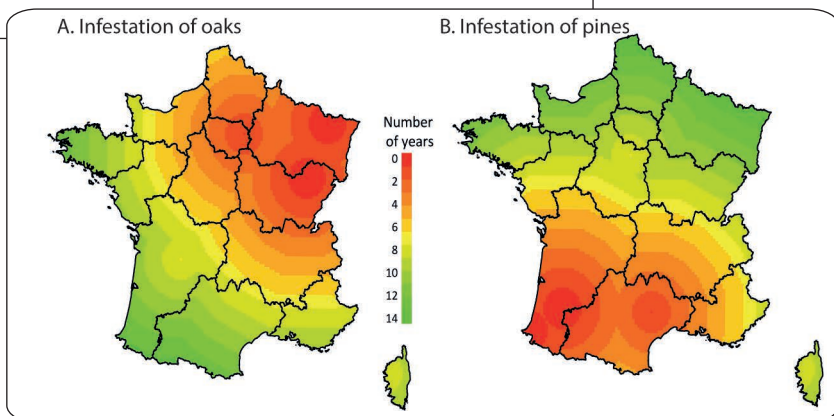 A. Infestation of oaks
B. Infestation of pines
Number
of years
0
2
4
6
8
10
12
14